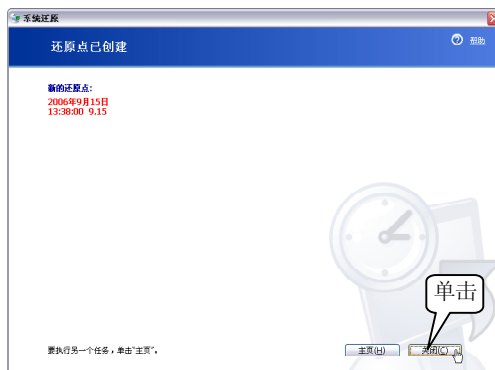 系统还原
还原点已创建
帮助
新的还原点:
2006年9月15日
13:38:00 9.15
单击
要执行另一个任务，单击"主页"。
主页(H)
关闭(C)